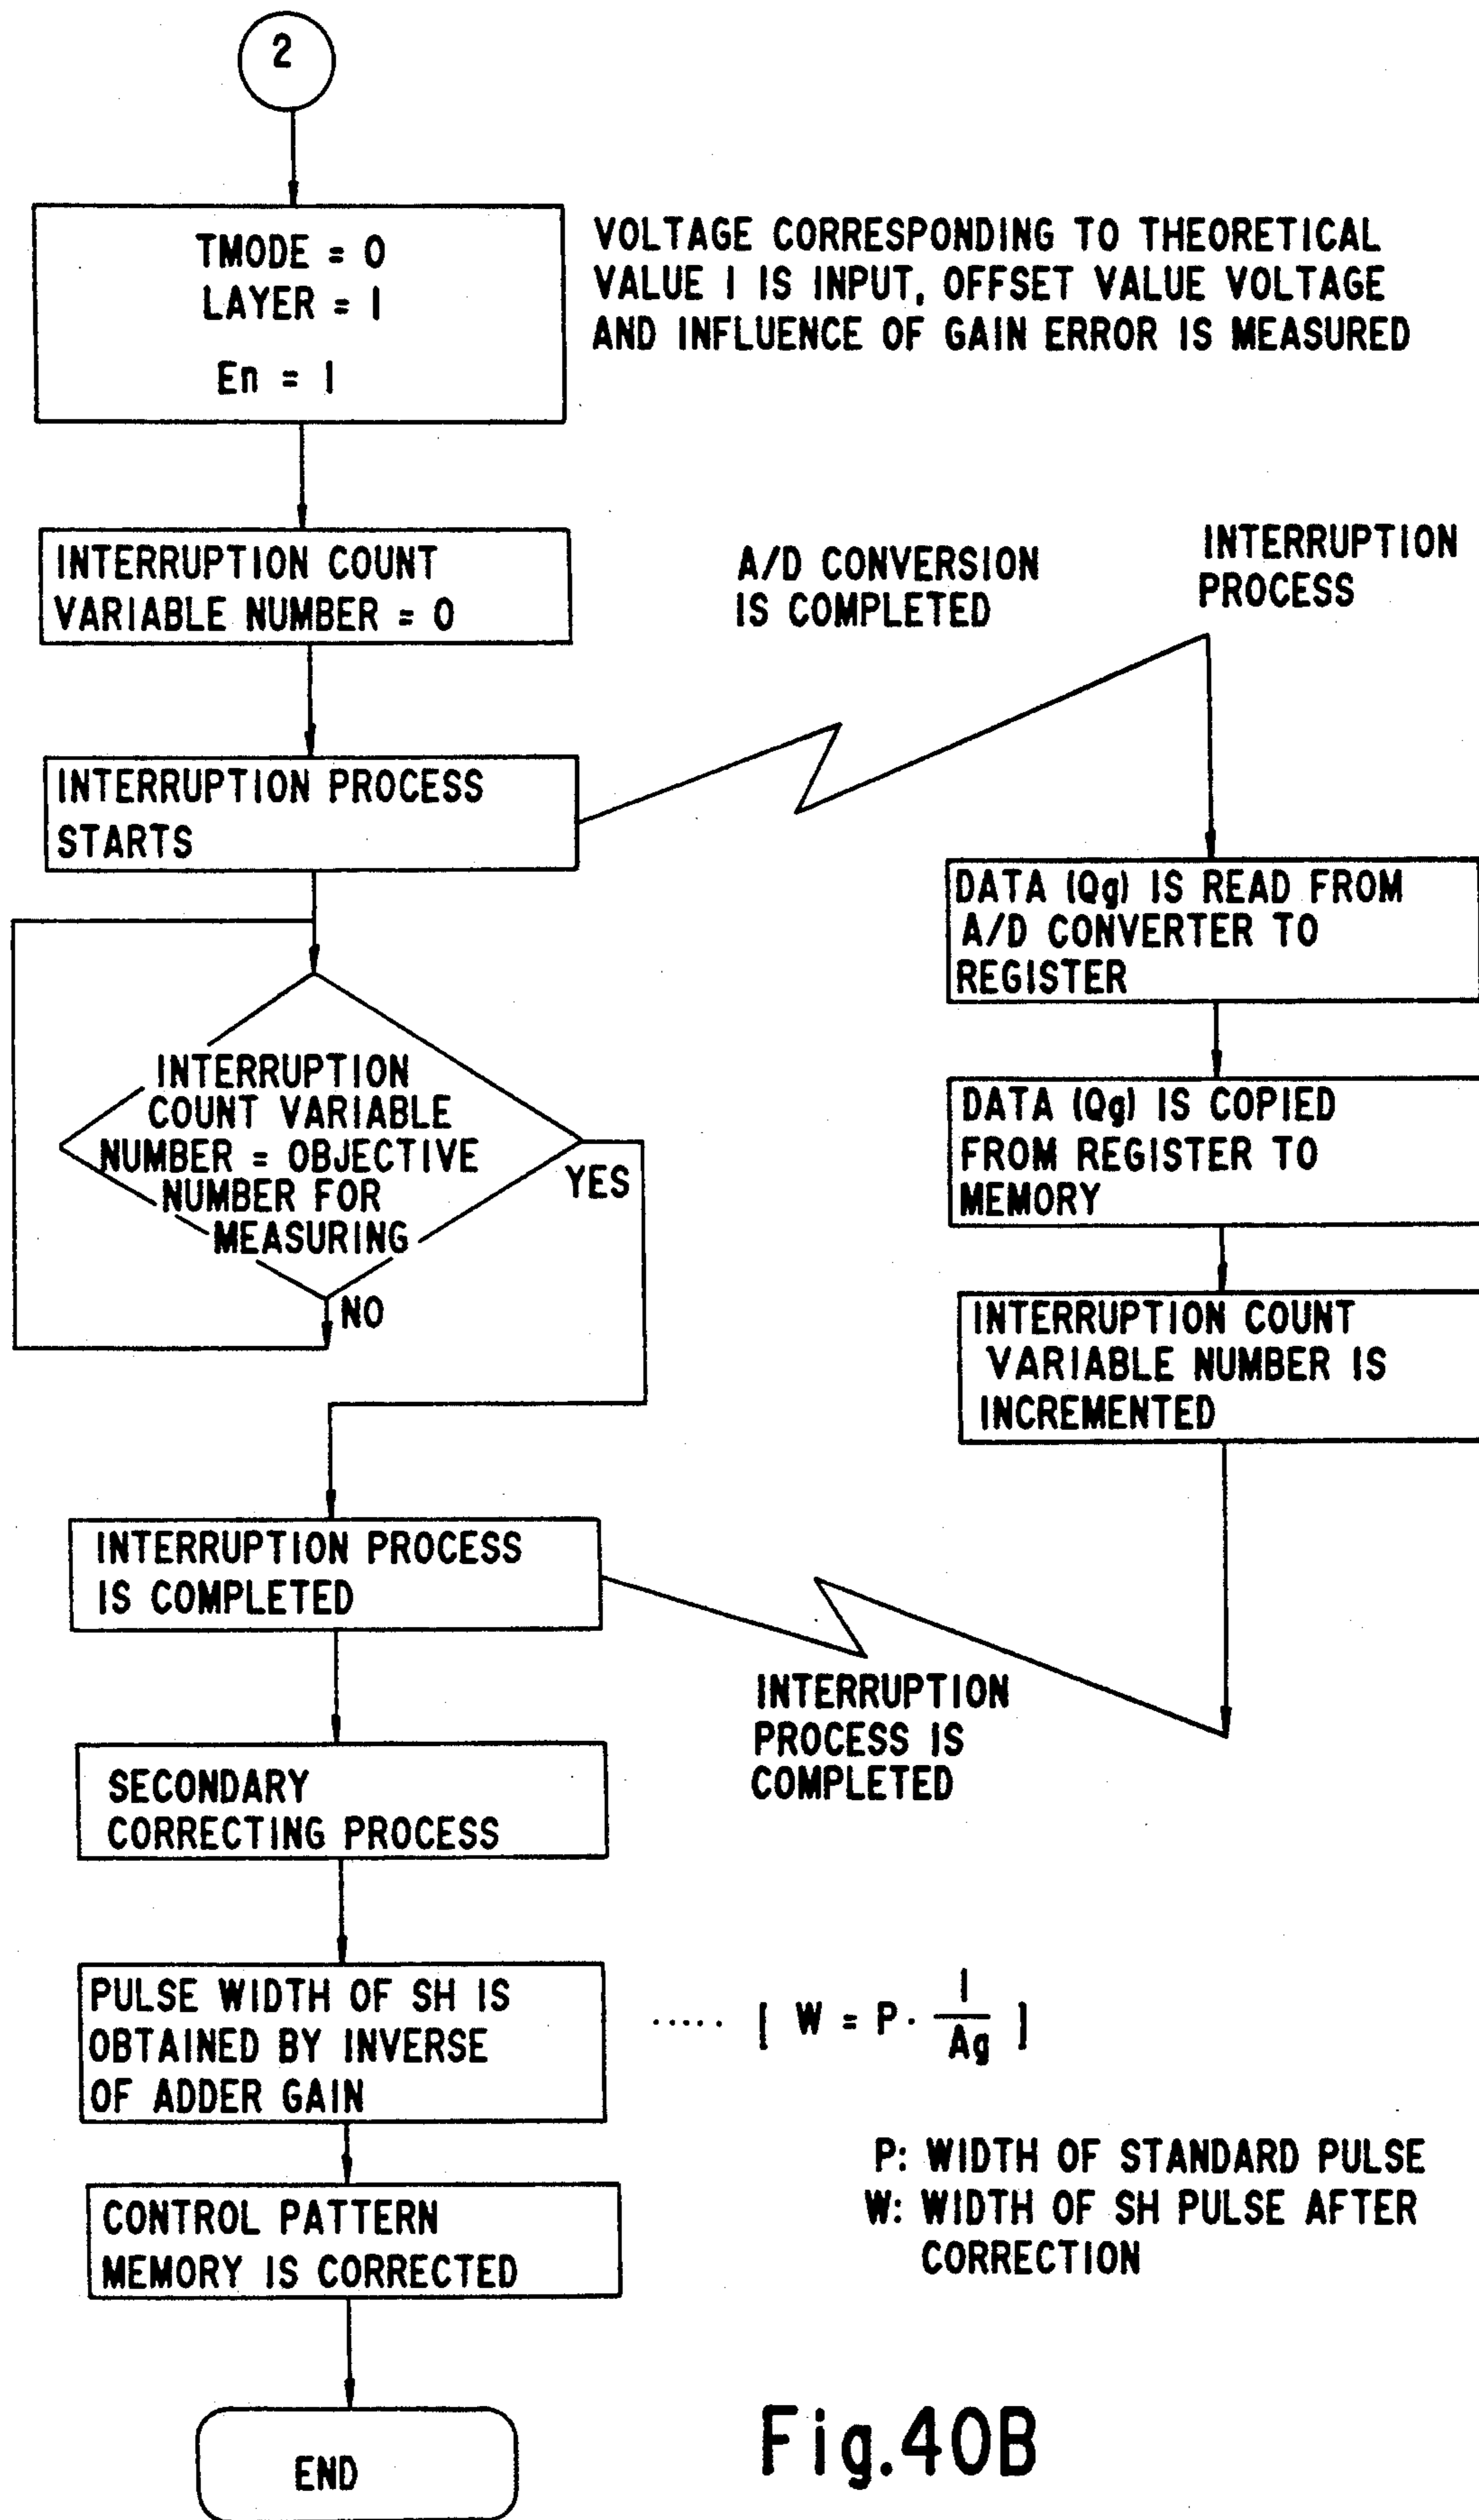 2
TMODE = 0
LAYER = 1
En = 1
VOLTAGE CORRESPONDING TO THEORETICAL
VALUE 1 IS INPUT, OFFSET VALUE VOLTAGE
AND INFLUENCE OF GAIN ERROR IS MEASURED
INTERRUPTION COUNT
VARIABLE NUMBER = 0
A/D CONVERSION
IS COMPLETED
INTERRUPTION
PROCESS
INTERRUPTION PROCESS
STARTS
DATA (Qg) IS READ FROM
A/D CONVERTER TO
REGISTER
INTERRUPTION
COUNT VARIABLE
NUMBER = OBJECTIVE
NUMBER FOR
MEASURING
YES
NO
DATA (Qg) IS COPIED
FROM REGISTER TO
MEMORY
INTERRUPTION COUNT
VARIABLE NUMBER IS
INCREMENTED
INTERRUPTION PROCESS
IS COMPLETED
INTERRUPTION
PROCESS IS
COMPLETED
SECONDARY
CORRECTING PROCESS
PULSE WIDTH OF SH IS
OBTAINED BY INVERSE
OF ADDER GAIN
····· [ W = P · 1/Ag ]
P: WIDTH OF STANDARD PULSE
W: WIDTH OF SH PULSE AFTER
CORRECTION
CONTROL PATTERN
MEMORY IS CORRECTED
END
Fig.40B